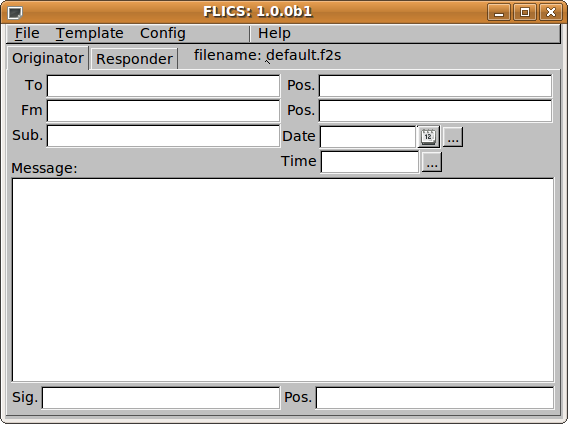 FLICS: 1.0.0b1
File Template Config Help
Originator Responder filename: default.f2s
To Pos.
Fm Pos.
Sub. Date 12 ...
Time ...
Message:
Sig. Pos.